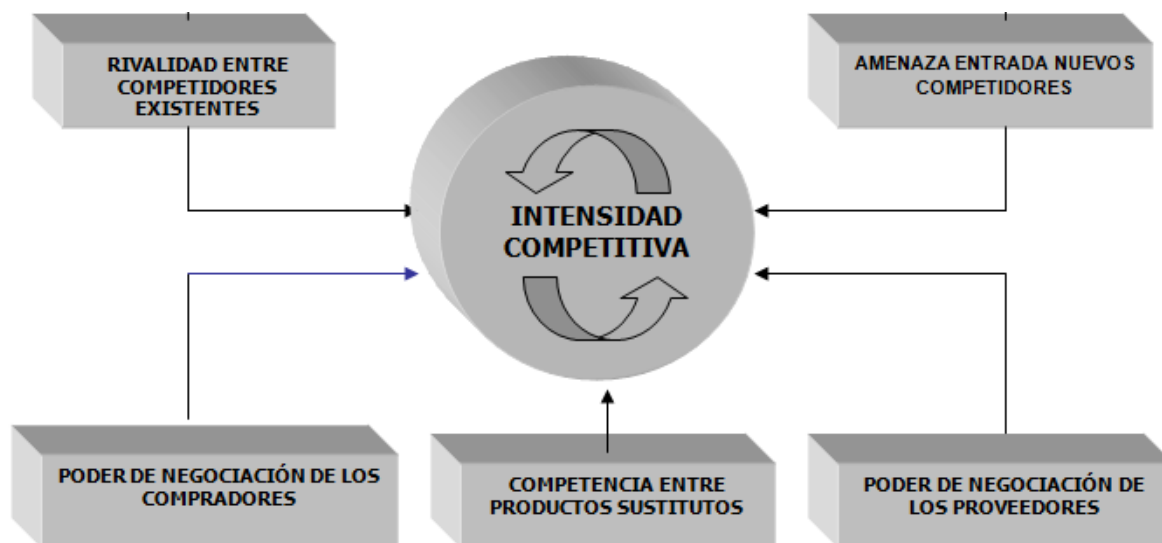 RIVALIDAD ENTRE
COMPETIDORES
EXISTENTES
AMENAZA ENTRADA NUEVOS
COMPETIDORES
INTENSIDAD
COMPETITIVA
PODER DE NEGOCIACIÓN DE LOS
COMPRADORES
COMPETENCIA ENTRE
PRODUCTOS SUSTITUTOS
PODER DE NEGOCIACIÓN DE
LOS PROVEEDORES